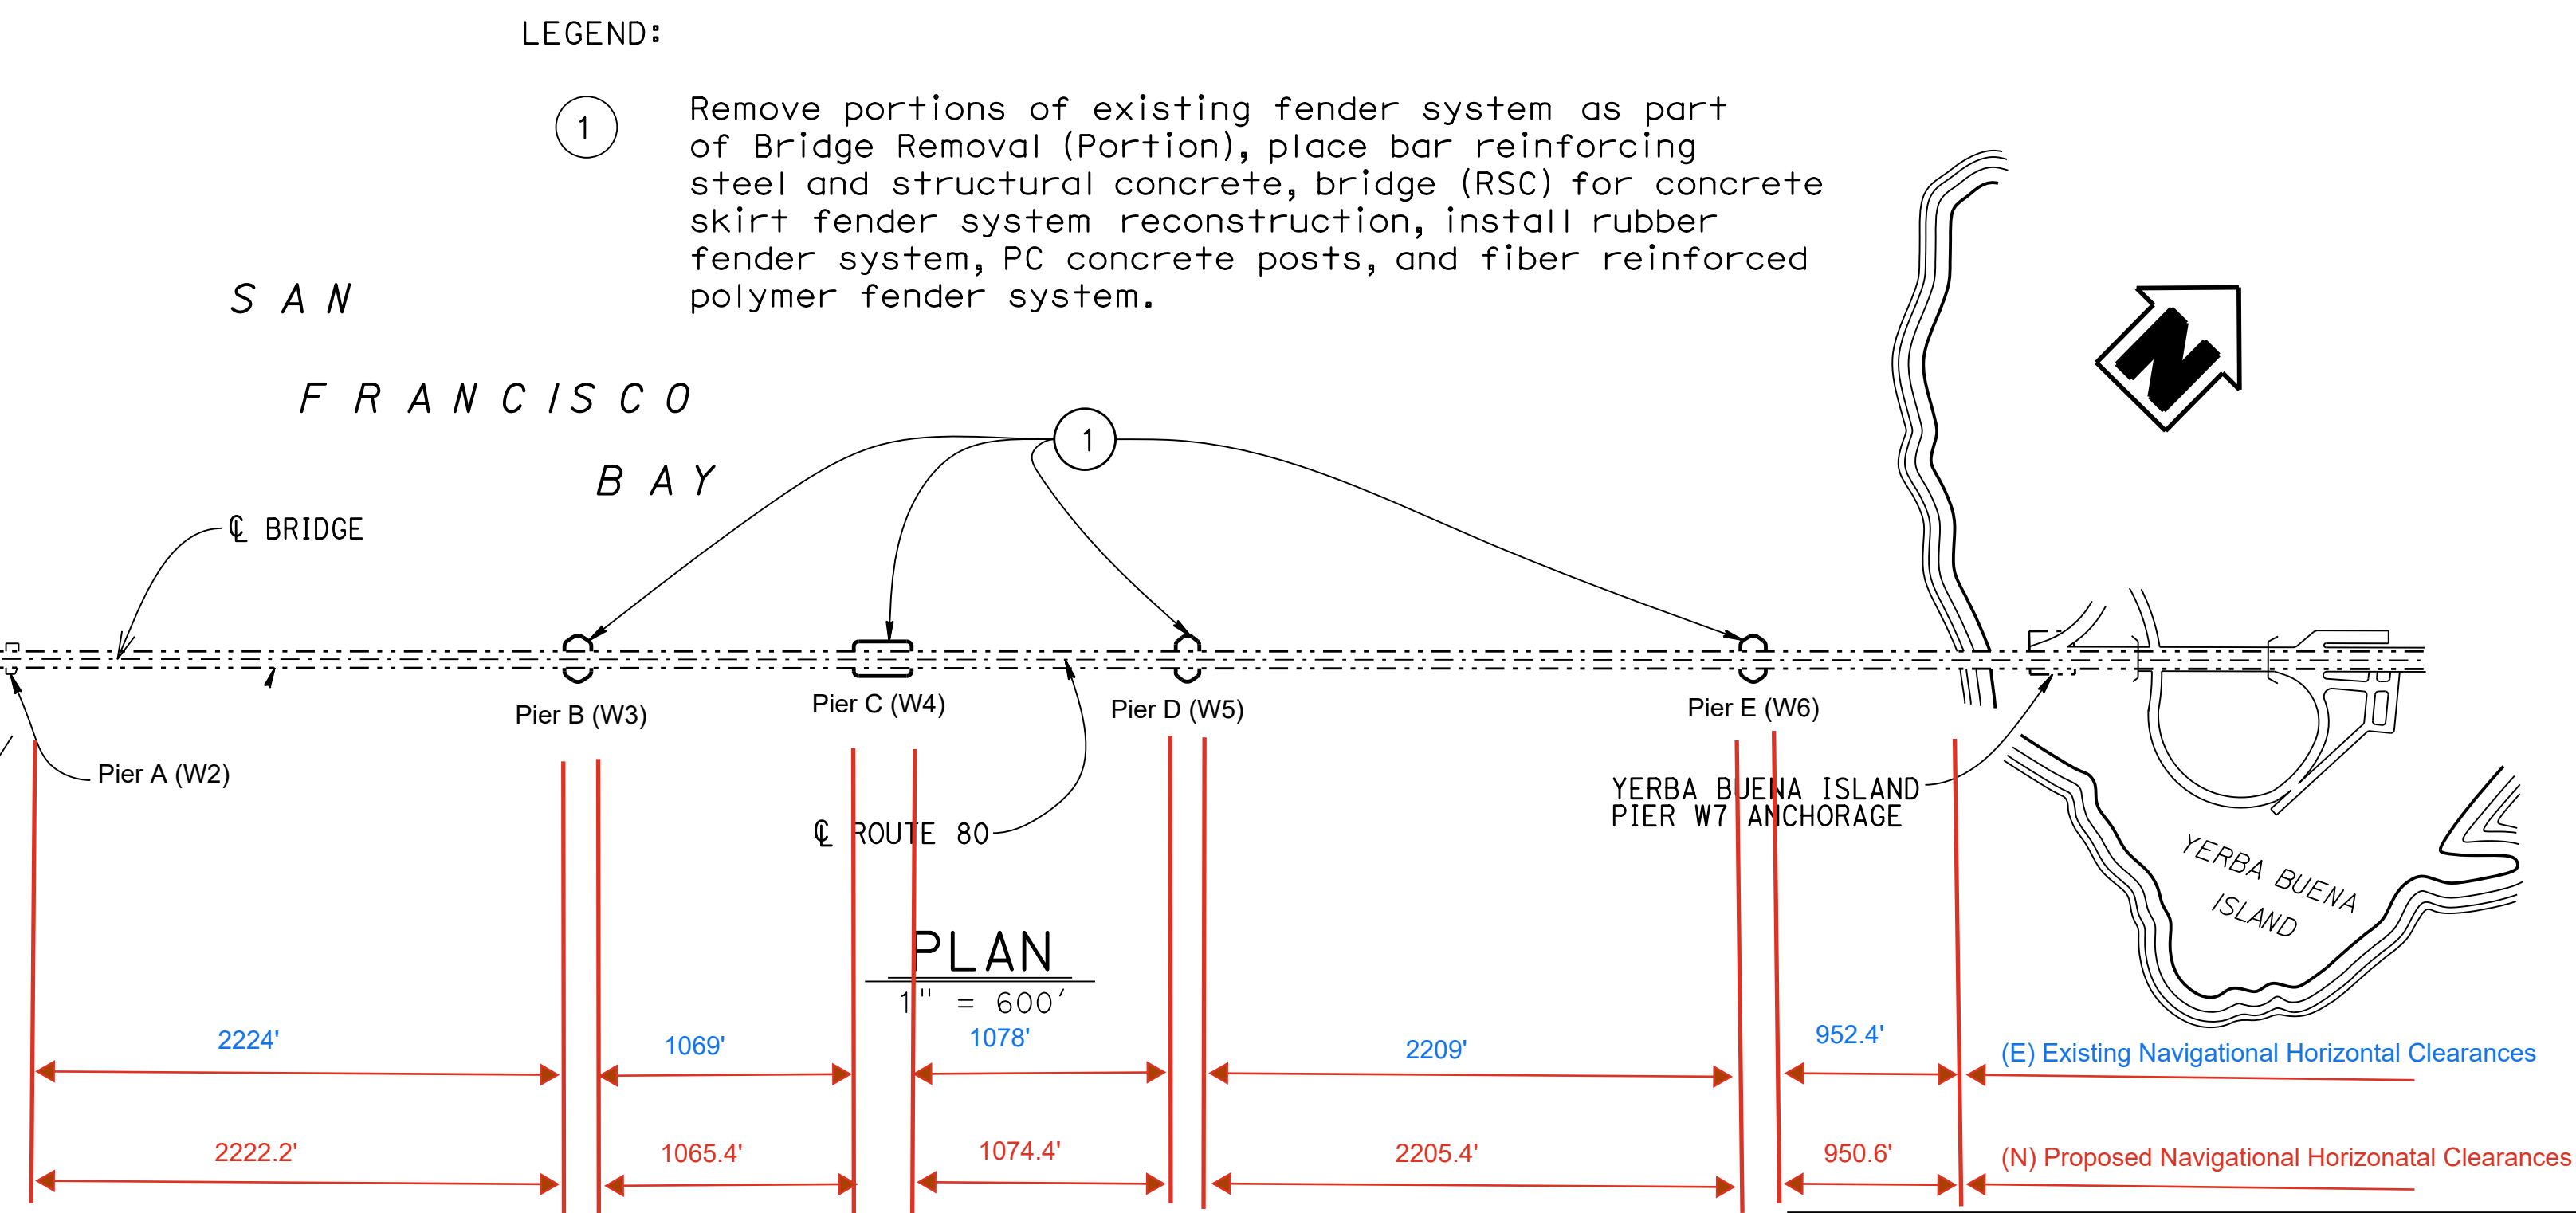 LEGEND:
1
Remove portions of existing fender system as part
of Bridge Removal (Portion), place bar reinforcing
steel and structural concrete, bridge (RSC) for concrete
skirt fender system reconstruction, install rubber
fender system, PC concrete posts, and fiber reinforced
polymer fender system.
SAN
FRANCISCO
BAY
N
1
℄ BRIDGE
Pier A (W2)
Pier B (W3)
Pier C (W4)
Pier D (W5)
Pier E (W6)
℄ ROUTE 80
YERBA BUENA ISLAND
PIER W7 ANCHORAGE
YERBA BUENA
ISLAND
PLAN
1" = 600'
2224'
1069'
1078'
2209'
952.4'
(E) Existing Navigational Horizontal Clearances
2222.2'
1065.4'
1074.4'
2205.4'
950.6'
(N) Proposed Navigational Horizonatal Clearances